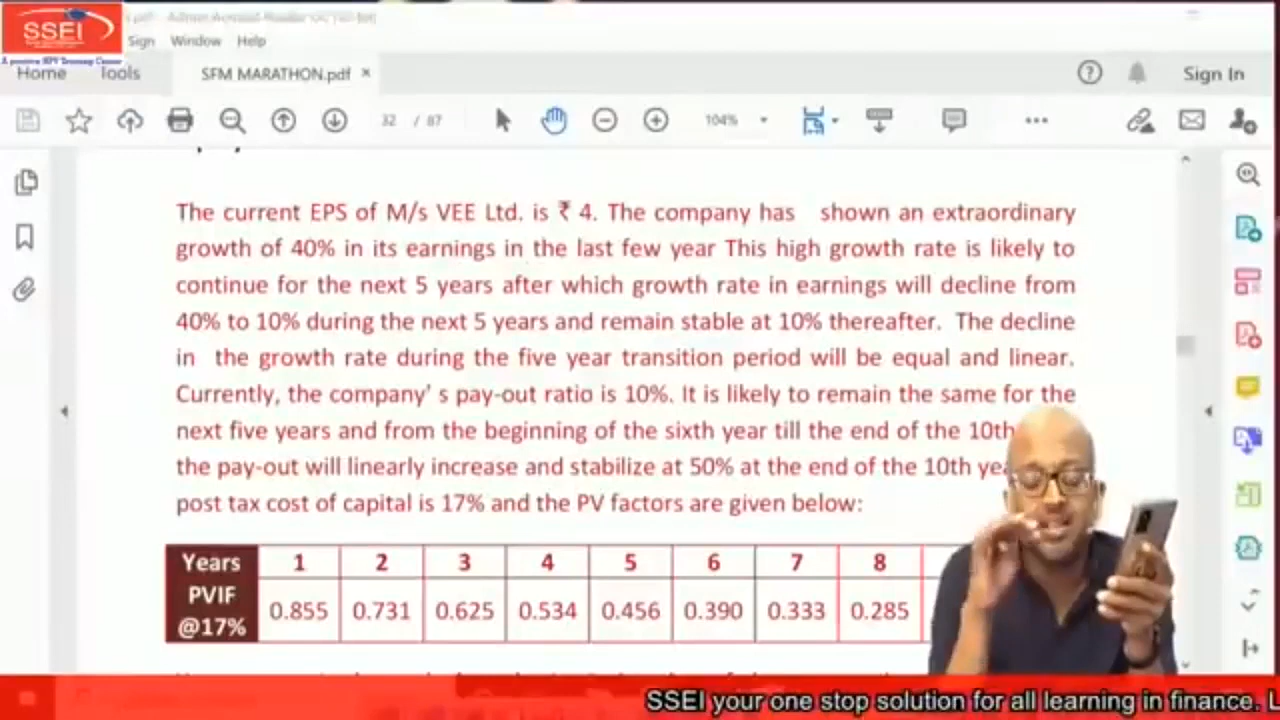 SSEI
Sign Window Help
Home Tools SFM MARATHON.pdf × Sign In
32 / 87 104%
The current EPS of M/s VEE Ltd. is ₹ 4. The company has shown an extraordinary
growth of 40% in its earnings in the last few year This high growth rate is likely to
continue for the next 5 years after which growth rate in earnings will decline from
40% to 10% during the next 5 years and remain stable at 10% thereafter. The decline
in the growth rate during the five year transition period will be equal and linear.
Currently, the company' s pay-out ratio is 10%. It is likely to remain the same for the
next five years and from the beginning of the sixth year till the end of the 10th
the pay-out will linearly increase and stabilize at 50% at the end of the 10th
post tax cost of capital is 17% and the PV factors are given below:
Years 1 2 3 4 5 6 7 8
PVIF
@17% 0.855 0.731 0.625 0.534 0.456 0.390 0.333 0.285
SSEI your one stop solution for all learning in finance. L